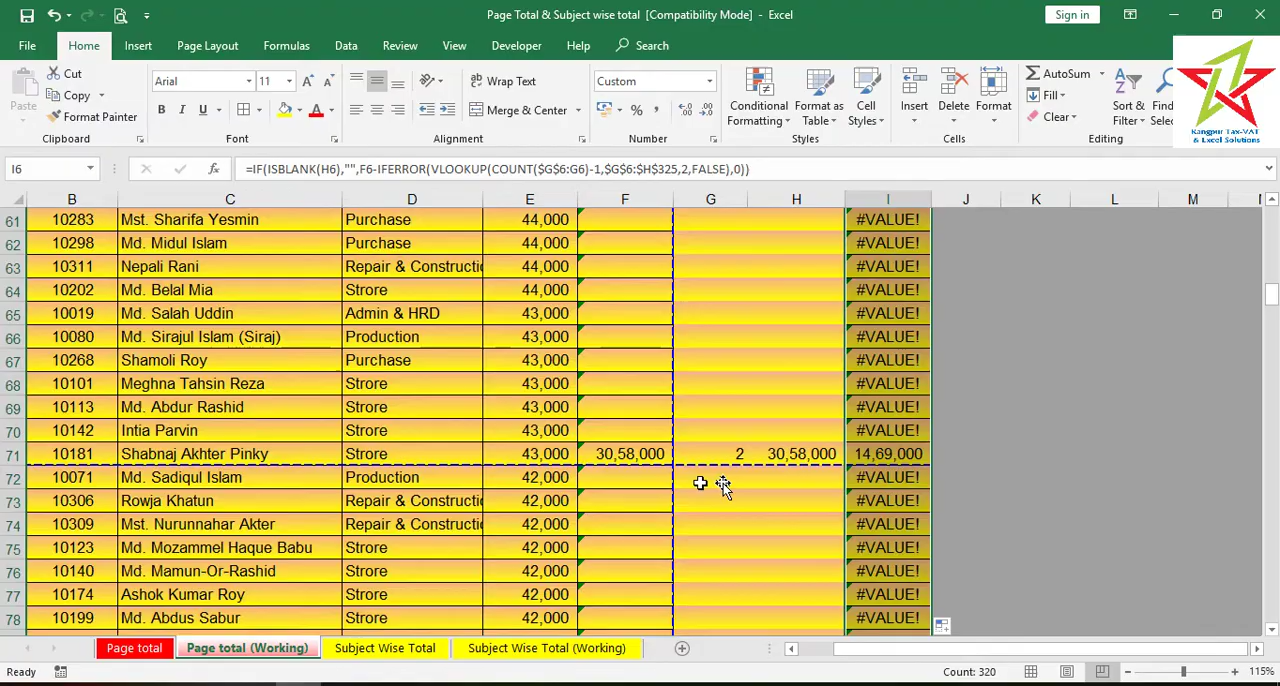 Page Total & Subject wise total [Compatibility Mode] - Excel
Sign in
File Home Insert Page Layout Formulas Data Review View Developer Help Search
Paste
Cut
Copy
Format Painter
Clipboard
Arial 11
B I U
Font
Wrap Text
Merge & Center
Alignment
Custom
Number
Conditional Formatting
Format as Table
Cell Styles
Styles
Insert
Delete
Format
Cells
AutoSum
Fill
Clear
Sort & Filter
Find
Selec
Editing
Kangpur Tax-VAT
& Excel Solutions
I6 fx =IF(ISBLANK(H6),"",F6-IFERROR(VLOOKUP(COUNT($G$6:G6)-1,$G$6:$H$325,2,FALSE),0))
B C D E F G H I J K L M
61 10283 Mst. Sharifa Yesmin Purchase 44,000 #VALUE!
62 10298 Md. Midul Islam Purchase 44,000 #VALUE!
63 10311 Nepali Rani Repair & Constructi 44,000 #VALUE!
64 10202 Md. Belal Mia Strore 44,000 #VALUE!
65 10019 Md. Salah Uddin Admin & HRD 43,000 #VALUE!
66 10080 Md. Sirajul Islam (Siraj) Production 43,000 #VALUE!
67 10268 Shamoli Roy Purchase 43,000 #VALUE!
68 10101 Meghna Tahsin Reza Strore 43,000 #VALUE!
69 10113 Md. Abdur Rashid Strore 43,000 #VALUE!
70 10142 Intia Parvin Strore 43,000 #VALUE!
71 10181 Shabnaj Akhter Pinky Strore 43,000 30,58,000 2 30,58,000 14,69,000
72 10071 Md. Sadiqul Islam Production 42,000 #VALUE!
73 10306 Rowja Khatun Repair & Constructi 42,000 #VALUE!
74 10309 Mst. Nurunnahar Akter Repair & Constructi 42,000 #VALUE!
75 10123 Md. Mozammel Haque Babu Strore 42,000 #VALUE!
76 10140 Md. Mamun-Or-Rashid Strore 42,000 #VALUE!
77 10174 Ashok Kumar Roy Strore 42,000 #VALUE!
78 10199 Md. Abdus Sabur Strore 42,000 #VALUE!
Page total Page total (Working) Subject Wise Total Subject Wise Total (Working)
Ready Count: 320 115%